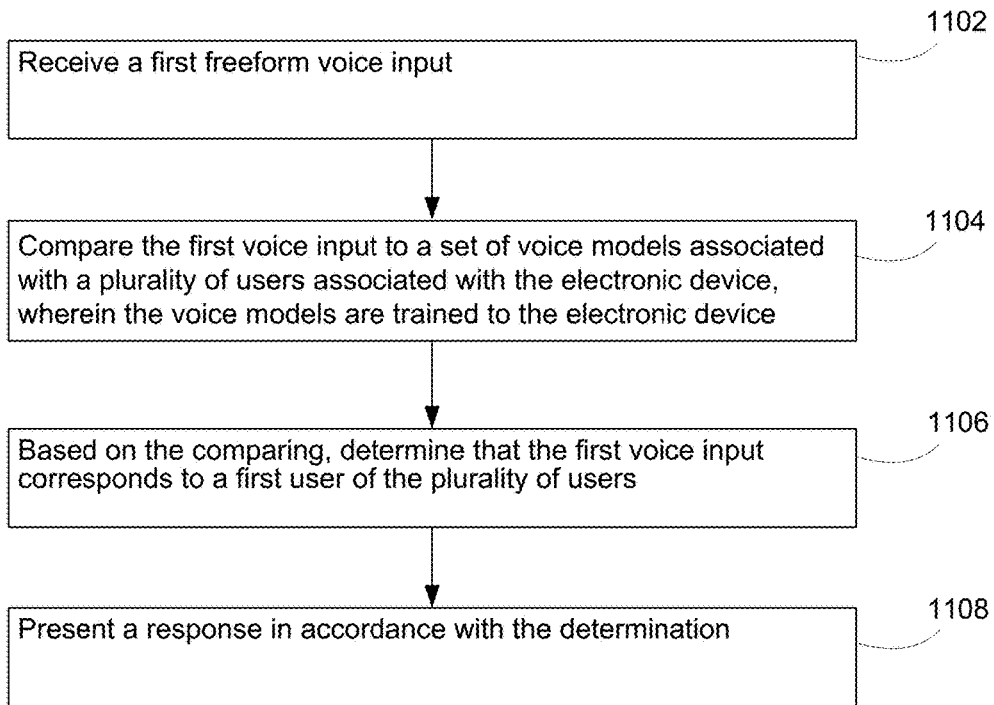 1102
Receive a first freeform voice input
1104
Compare the first voice input to a set of voice models associated
with a plurality of users associated with the electronic device,
wherein the voice models are trained to the electronic device
1106
Based on the comparing, determine that the first voice input
corresponds to a first user of the plurality of users
1108
Present a response in accordance with the determination